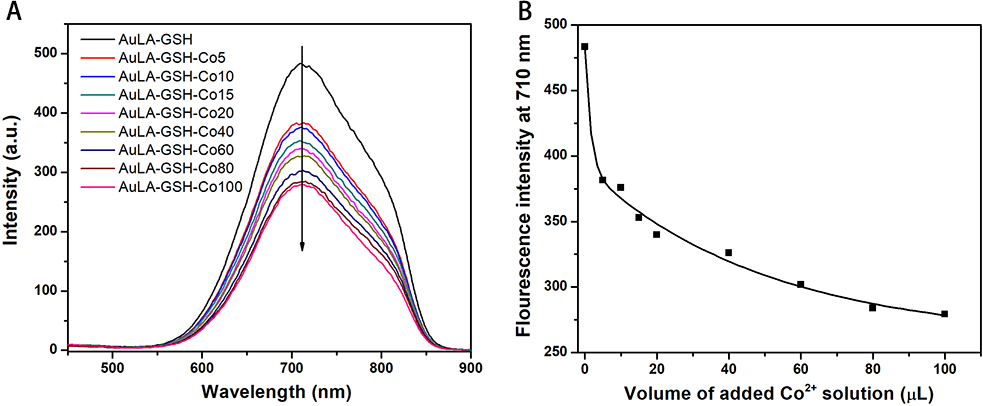 A
AuLA-GSH
AuLA-GSH-Co5
AuLA-GSH-Co10
AuLA-GSH-Co15
AuLA-GSH-Co20
AuLA-GSH-Co40
AuLA-GSH-Co60
AuLA-GSH-Co80
AuLA-GSH-Co100
Intensity (a.u.)
500
400
300
200
100
0
500
600
700
800
900
Wavelength (nm)
B
Flourescence intensity at 710 nm
500
450
400
350
300
250
0
20
40
60
80
100
Volume of added Co²⁺ solution (μL)